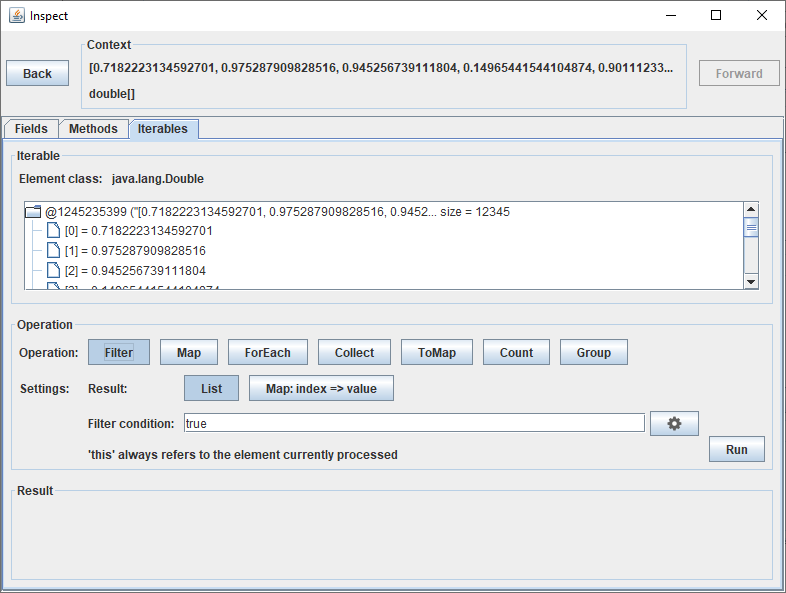 Inspect
Context
Back
[0.7182223134592701, 0.975287909828516, 0.945256739111804, 0.14965441544104874, 0.90111233...
Forward
double[]
Fields Methods Iterables
Iterable
Element class: java.lang.Double
@1245235399 ("[0.7182223134592701, 0.975287909828516, 0.9452... size = 12345
[0] = 0.7182223134592701
[1] = 0.975287909828516
[2] = 0.945256739111804
[3] = 0.14965441544104874
Operation
Operation: Filter Map ForEach Collect ToMap Count Group
Settings: Result: List Map: index => value
Filter condition: true
'this' always refers to the element currently processed
Run
Result